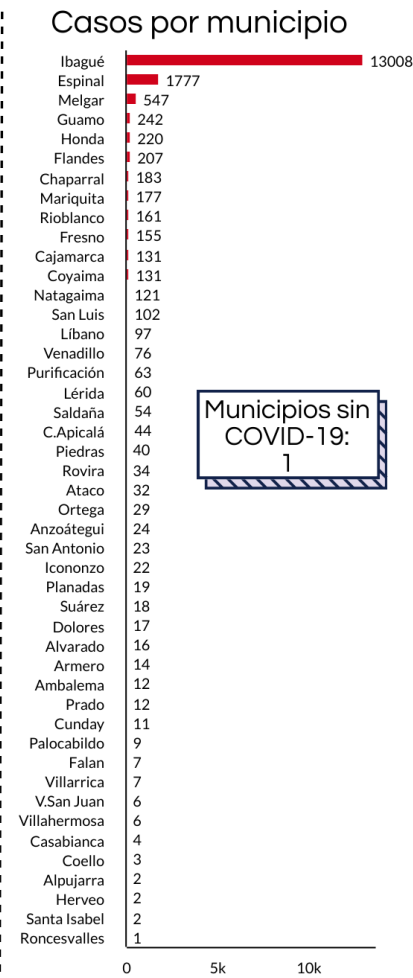 Casos por municipio
Ibagué 13008
Espinal 1777
Melgar 547
Guamo 242
Honda 220
Flandes 207
Chaparral 183
Mariquita 177
Rioblanco 161
Fresno 155
Cajamarca 131
Coyaima 131
Natagaima 121
San Luis 102
Líbano 97
Venadillo 76
Purificación 63
Lérida 60
Saldaña 54
C.Apicalá 44
Piedras 40
Rovira 34
Ataco 32
Ortega 29
Anzoátegui 24
San Antonio 23
Icononzo 22
Planadas 19
Suárez 18
Dolores 17
Alvarado 16
Armero 14
Ambalema 12
Prado 12
Cunday 11
Palocabildo 9
Falan 7
Villarrica 7
V.San Juan 6
Villahermosa 6
Casabianca 4
Coello 3
Alpujarra 2
Herveo 2
Santa Isabel 2
Roncesvalles 1
0 5k 10k
Municipios sin
COVID-19:
1